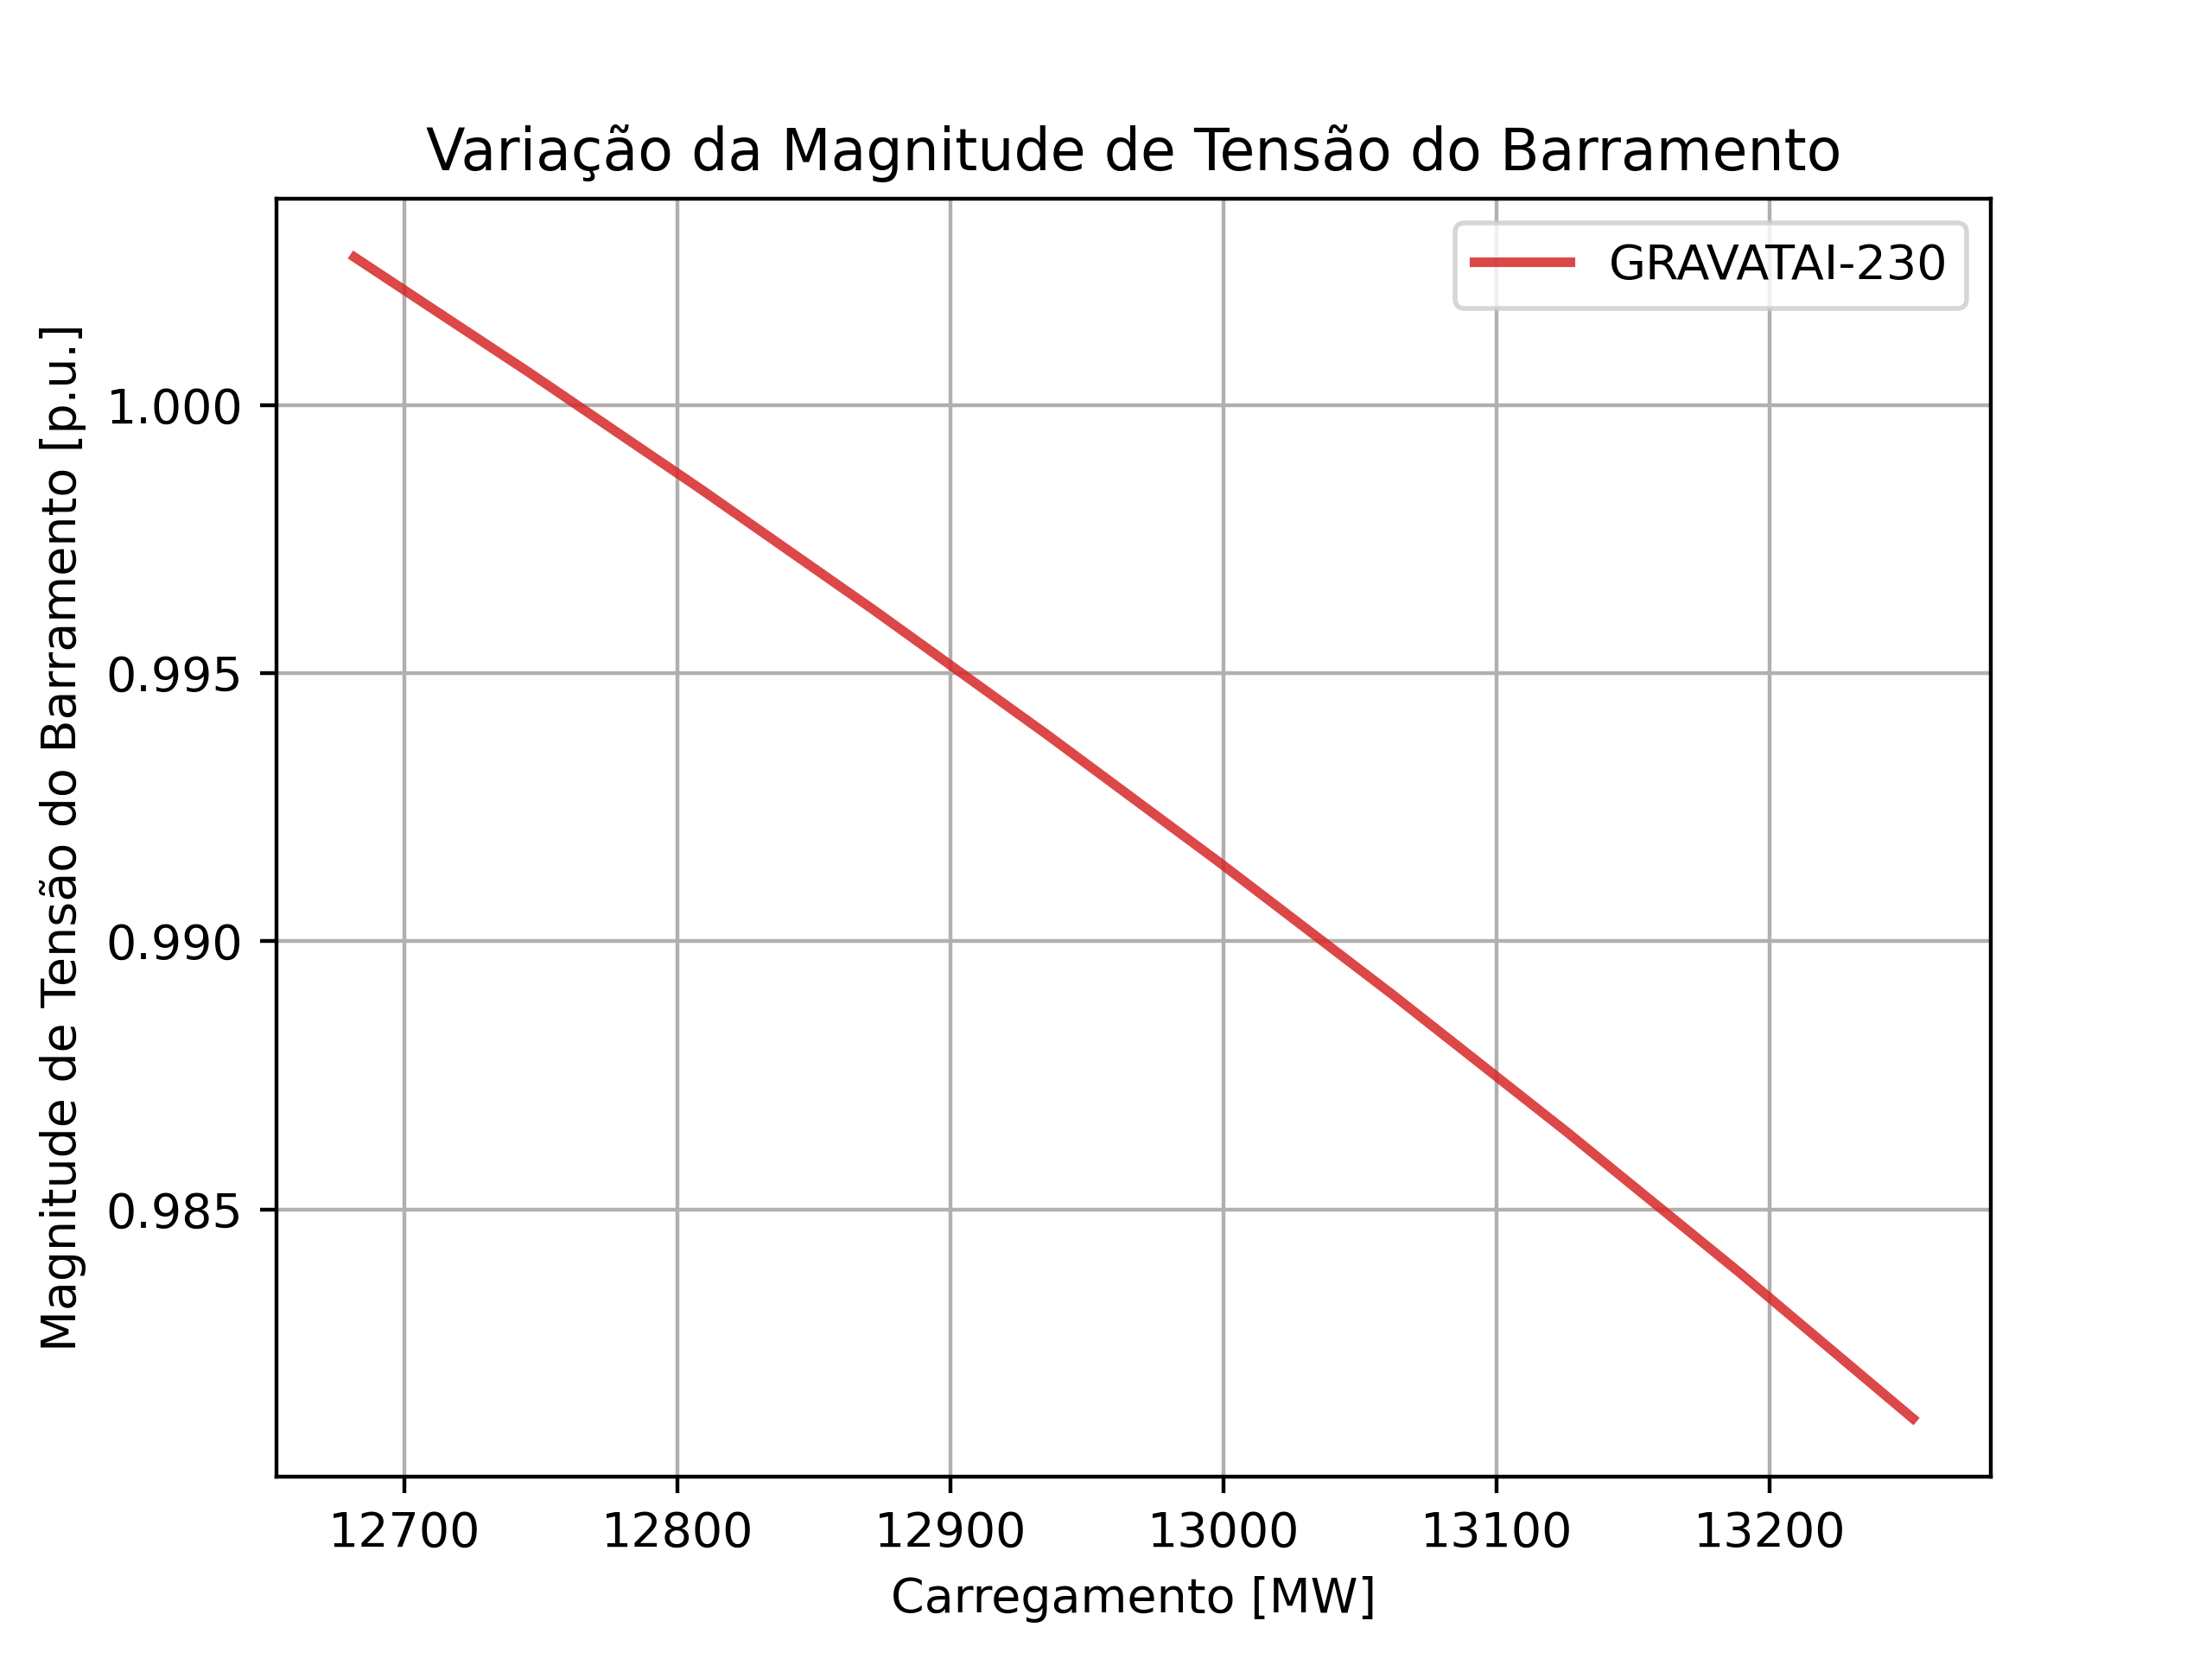 Variação da Magnitude de Tensão do Barramento
GRAVATAI-230
Magnitude de Tensão do Barramento [p.u.]
1.000
0.995
0.990
0.985
12700 12800 12900 13000 13100 13200
Carregamento [MW]